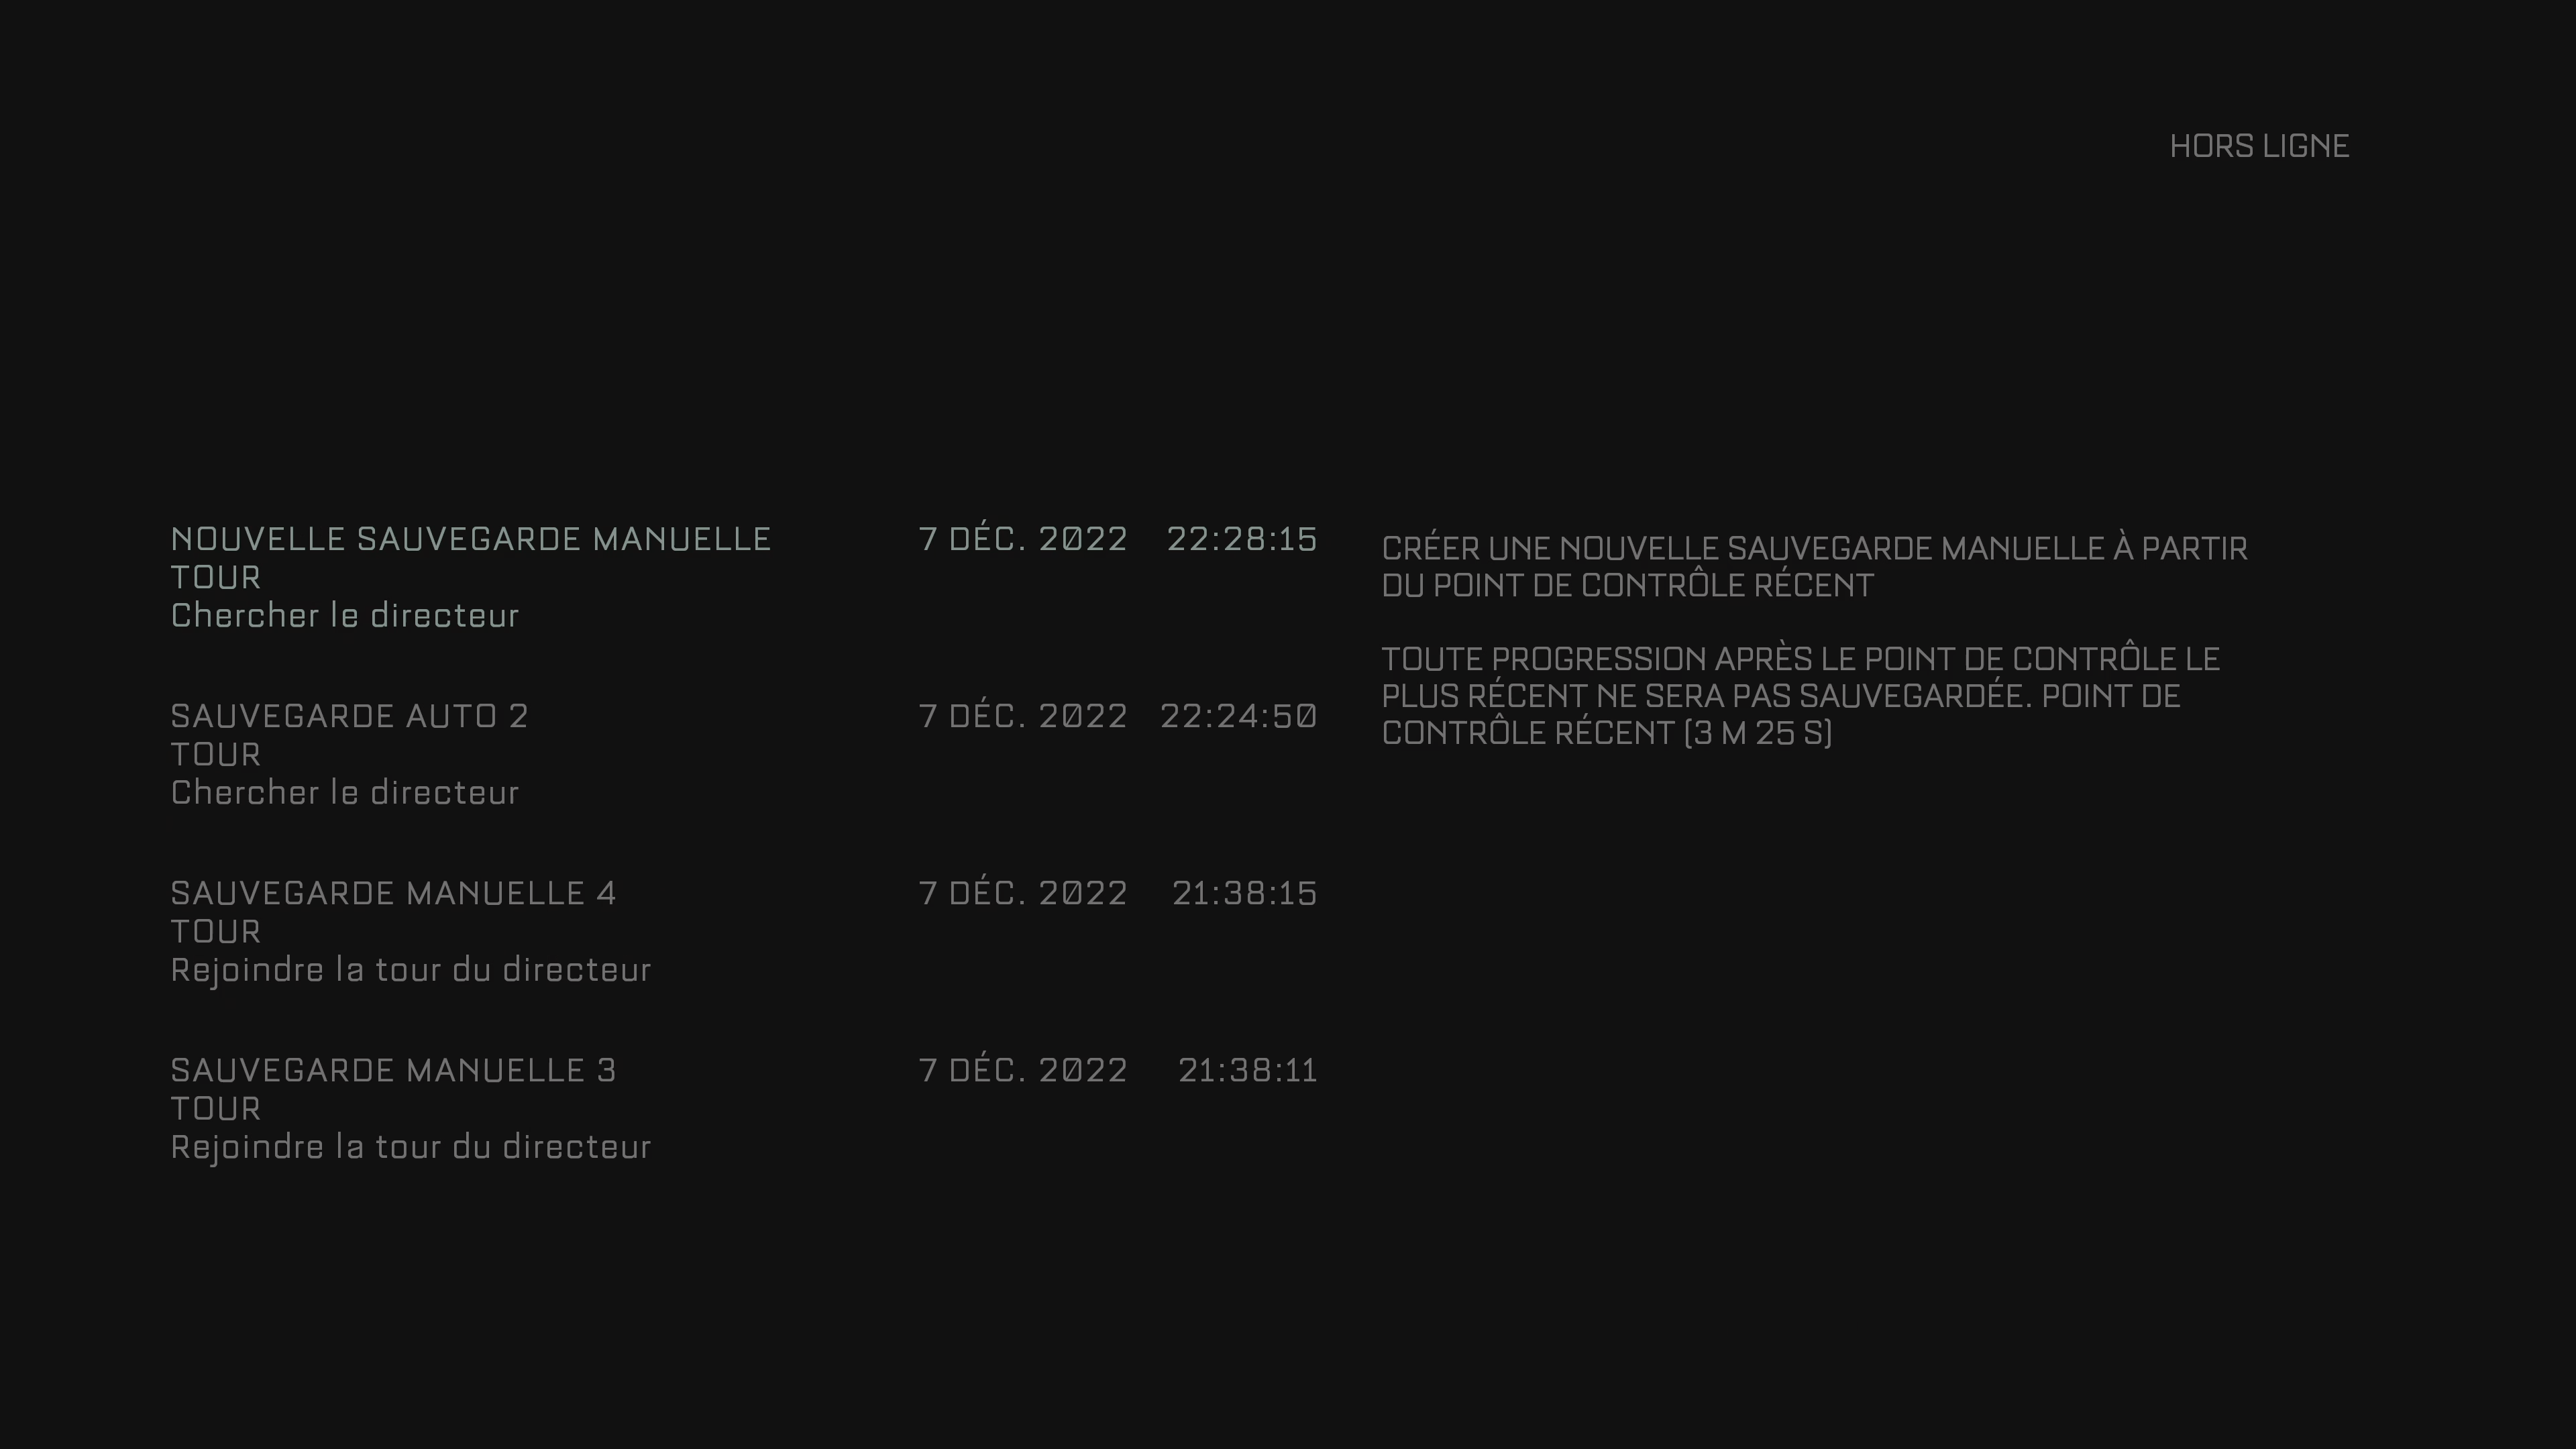 HORS LIGNE
NOUVELLE SAUVEGARDE MANUELLE 7 DÉC. 2022 22:28:15
TOUR
Chercher le directeur
SAUVEGARDE AUTO 2 7 DÉC. 2022 22:24:50
TOUR
Chercher le directeur
SAUVEGARDE MANUELLE 4 7 DÉC. 2022 21:38:15
TOUR
Rejoindre la tour du directeur
SAUVEGARDE MANUELLE 3 7 DÉC. 2022 21:38:11
TOUR
Rejoindre la tour du directeur
CRÉER UNE NOUVELLE SAUVEGARDE MANUELLE À PARTIR
DU POINT DE CONTRÔLE RÉCENT
TOUTE PROGRESSION APRÈS LE POINT DE CONTRÔLE LE
PLUS RÉCENT NE SERA PAS SAUVEGARDÉE. POINT DE
CONTRÔLE RÉCENT (3 M 25 S)